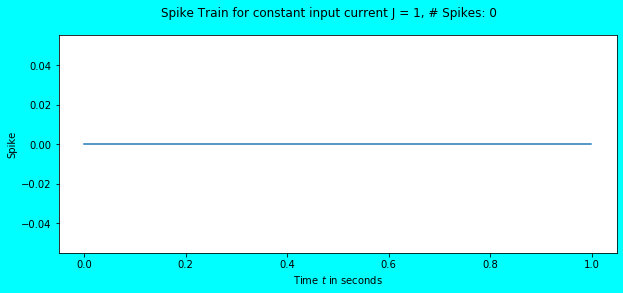 Spike Train for constant input current J = 1, # Spikes: 0
0.04
0.02
0.00
−0.02
−0.04
Spike
0.0 0.2 0.4 0.6 0.8 1.0
Time t in seconds